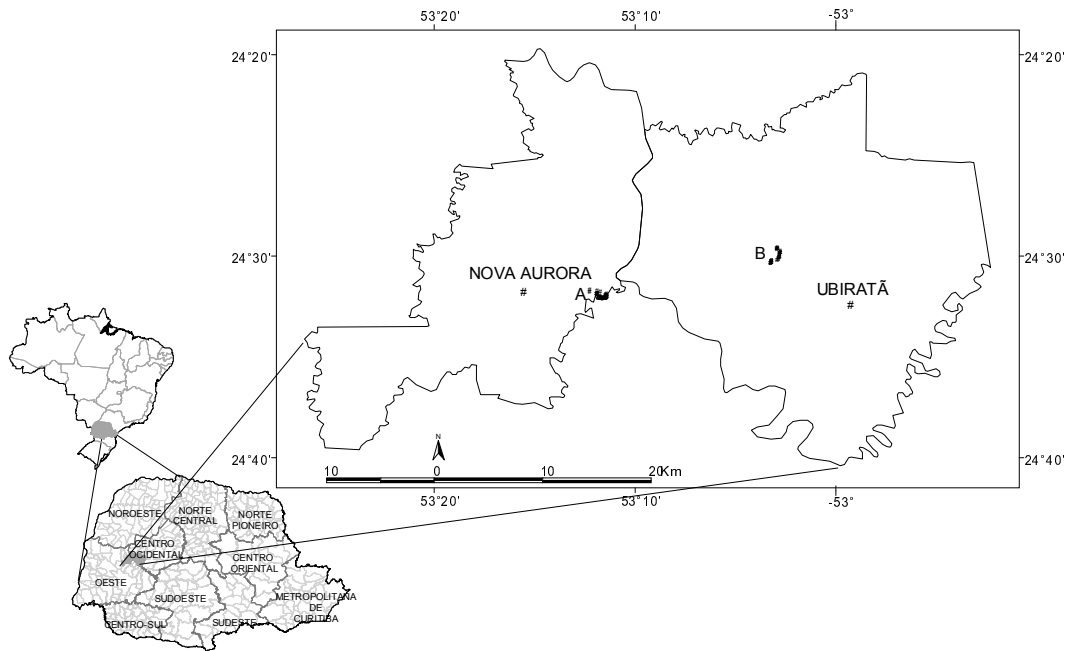 53°20' 53°10' -53°
24°20' 24°20'
24°30' 24°30'
24°40' 24°40'
NOVA AURORA
#
A #
B
UBIRATÃ
#
N
10 0 10 20Km
53°20' 53°10' -53°
NOROESTE
NORTE
CENTRAL
NORTE
PIONEIRO
CENTRO
OCIDENTAL
CENTRO
ORIENTAL
OESTE
SUDOESTE
METROPOLITANA
DE
CURITIBA
CENTRO-SUL
SUDESTE